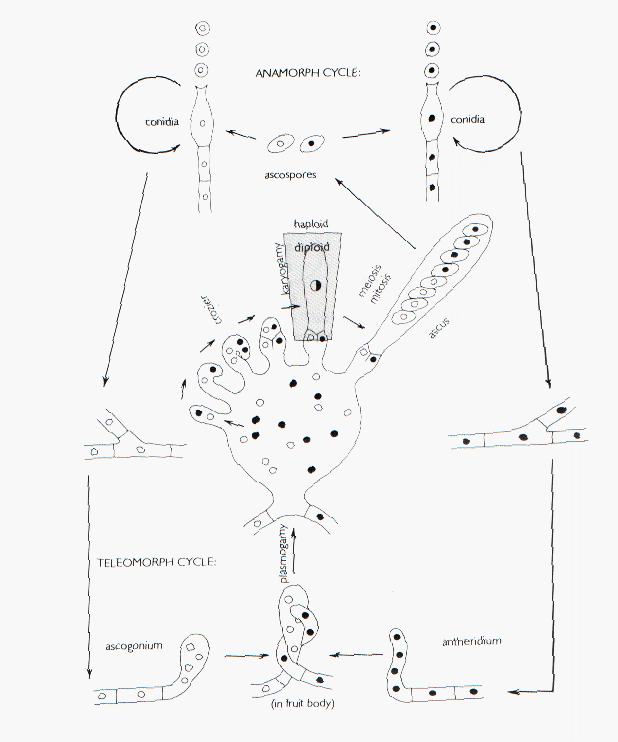 ANAMORPH CYCLE:
conidia
conidia
ascospores
haploid
diploid
karyogamy
meiosis
mitosis
crozier
ascus
plasmogamy
TELEOMORPH CYCLE:
ascogonium
antheridium
(in fruit body)